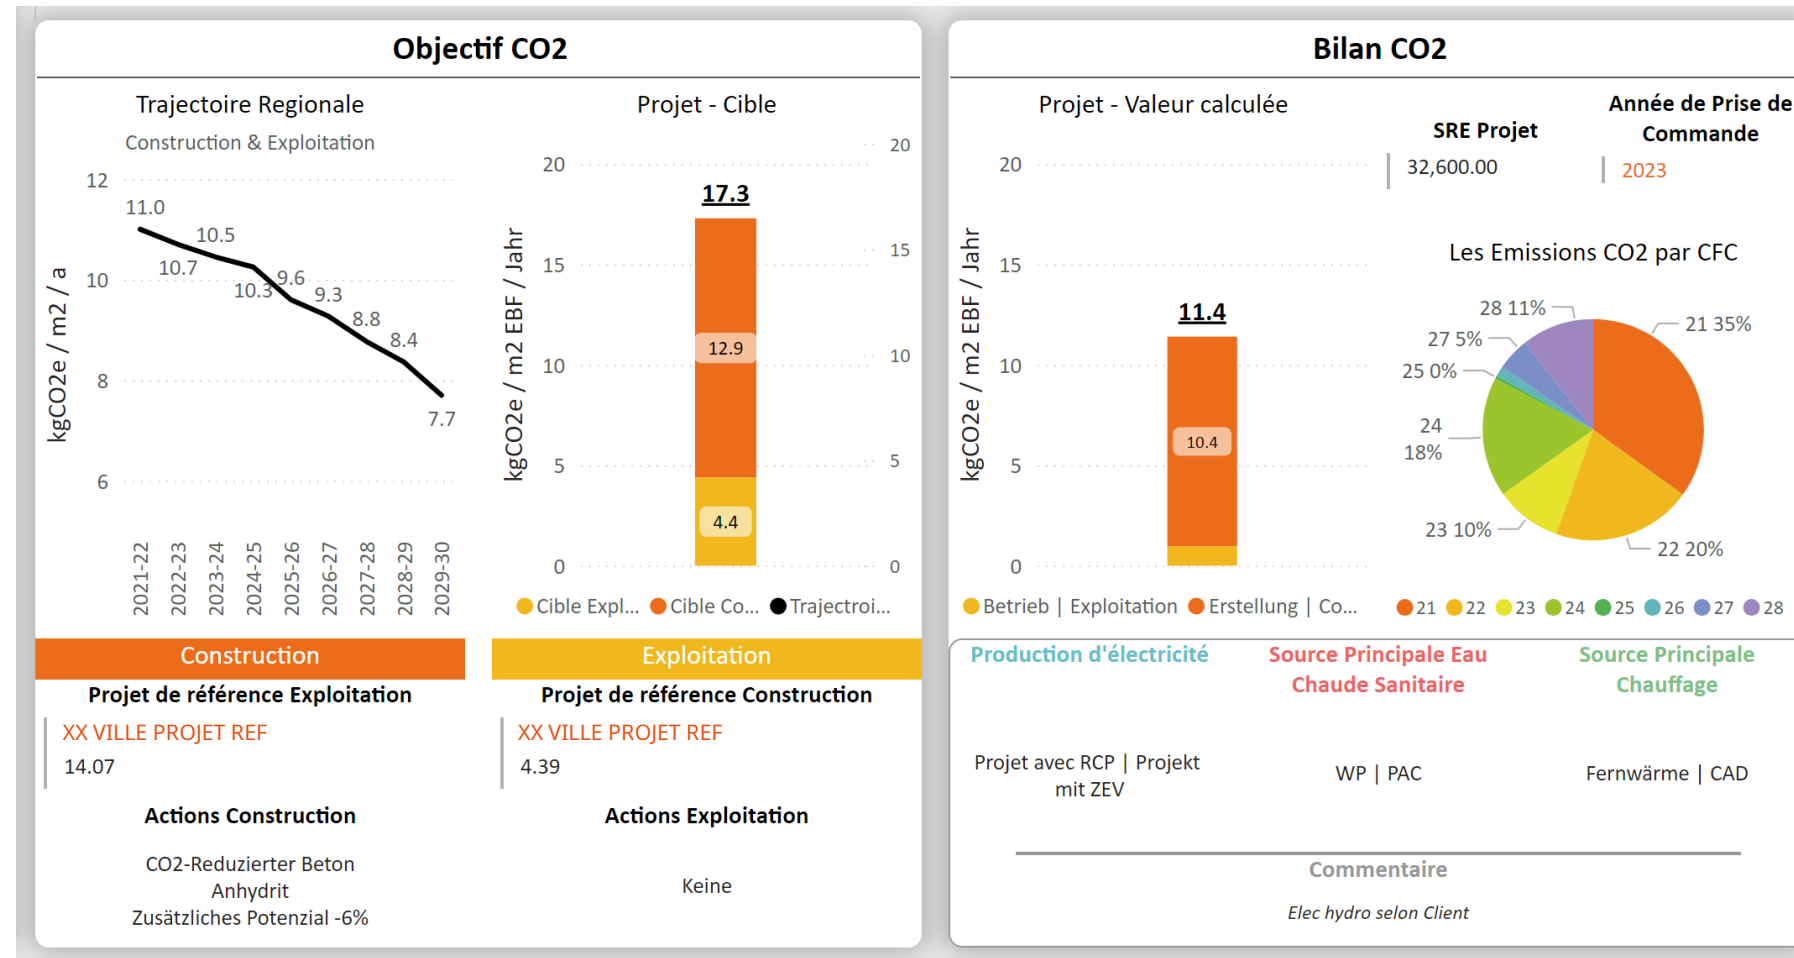 Objectif CO2
Trajectoire Regionale
Construction & Exploitation
kgCO2e / m2 / a
12
10
8
6
11.0
10.7
10.5
10.3
9.6
9.3
8.8
8.4
7.7
2021-22
2022-23
2023-24
2024-25
2025-26
2026-27
2027-28
2028-29
2029-30
Projet - Cible
kgCO2e / m2 EBF / Jahr
20
15
10
5
0
17.3
12.9
4.4
20
15
10
5
0
Cible Expl... Cible Co... Trajectroi...
Construction
Projet de référence Exploitation
XX VILLE PROJET REF
14.07
Actions Construction
CO2-Reduzierter Beton
Anhydrit
Zusätzliches Potenzial -6%
Exploitation
Projet de référence Construction
XX VILLE PROJET REF
4.39
Actions Exploitation
Keine
Bilan CO2
Projet - Valeur calculée
kgCO2e / m2 EBF / Jahr
20
15
10
5
0
11.4
10.4
Betrieb | Exploitation Erstellung | Co...
SRE Projet
32,600.00
Année de Prise de
Commande
2023
Les Emissions CO2 par CFC
28 11%
27 5%
25 0%
24
18%
23 10%
22 20%
21 35%
21 22 23 24 25 26 27 28
Production d'électricité
Projet avec RCP | Projekt
mit ZEV
Source Principale Eau
Chaude Sanitaire
WP | PAC
Source Principale
Chauffage
Fernwärme | CAD
Commentaire
Elec hydro selon Client